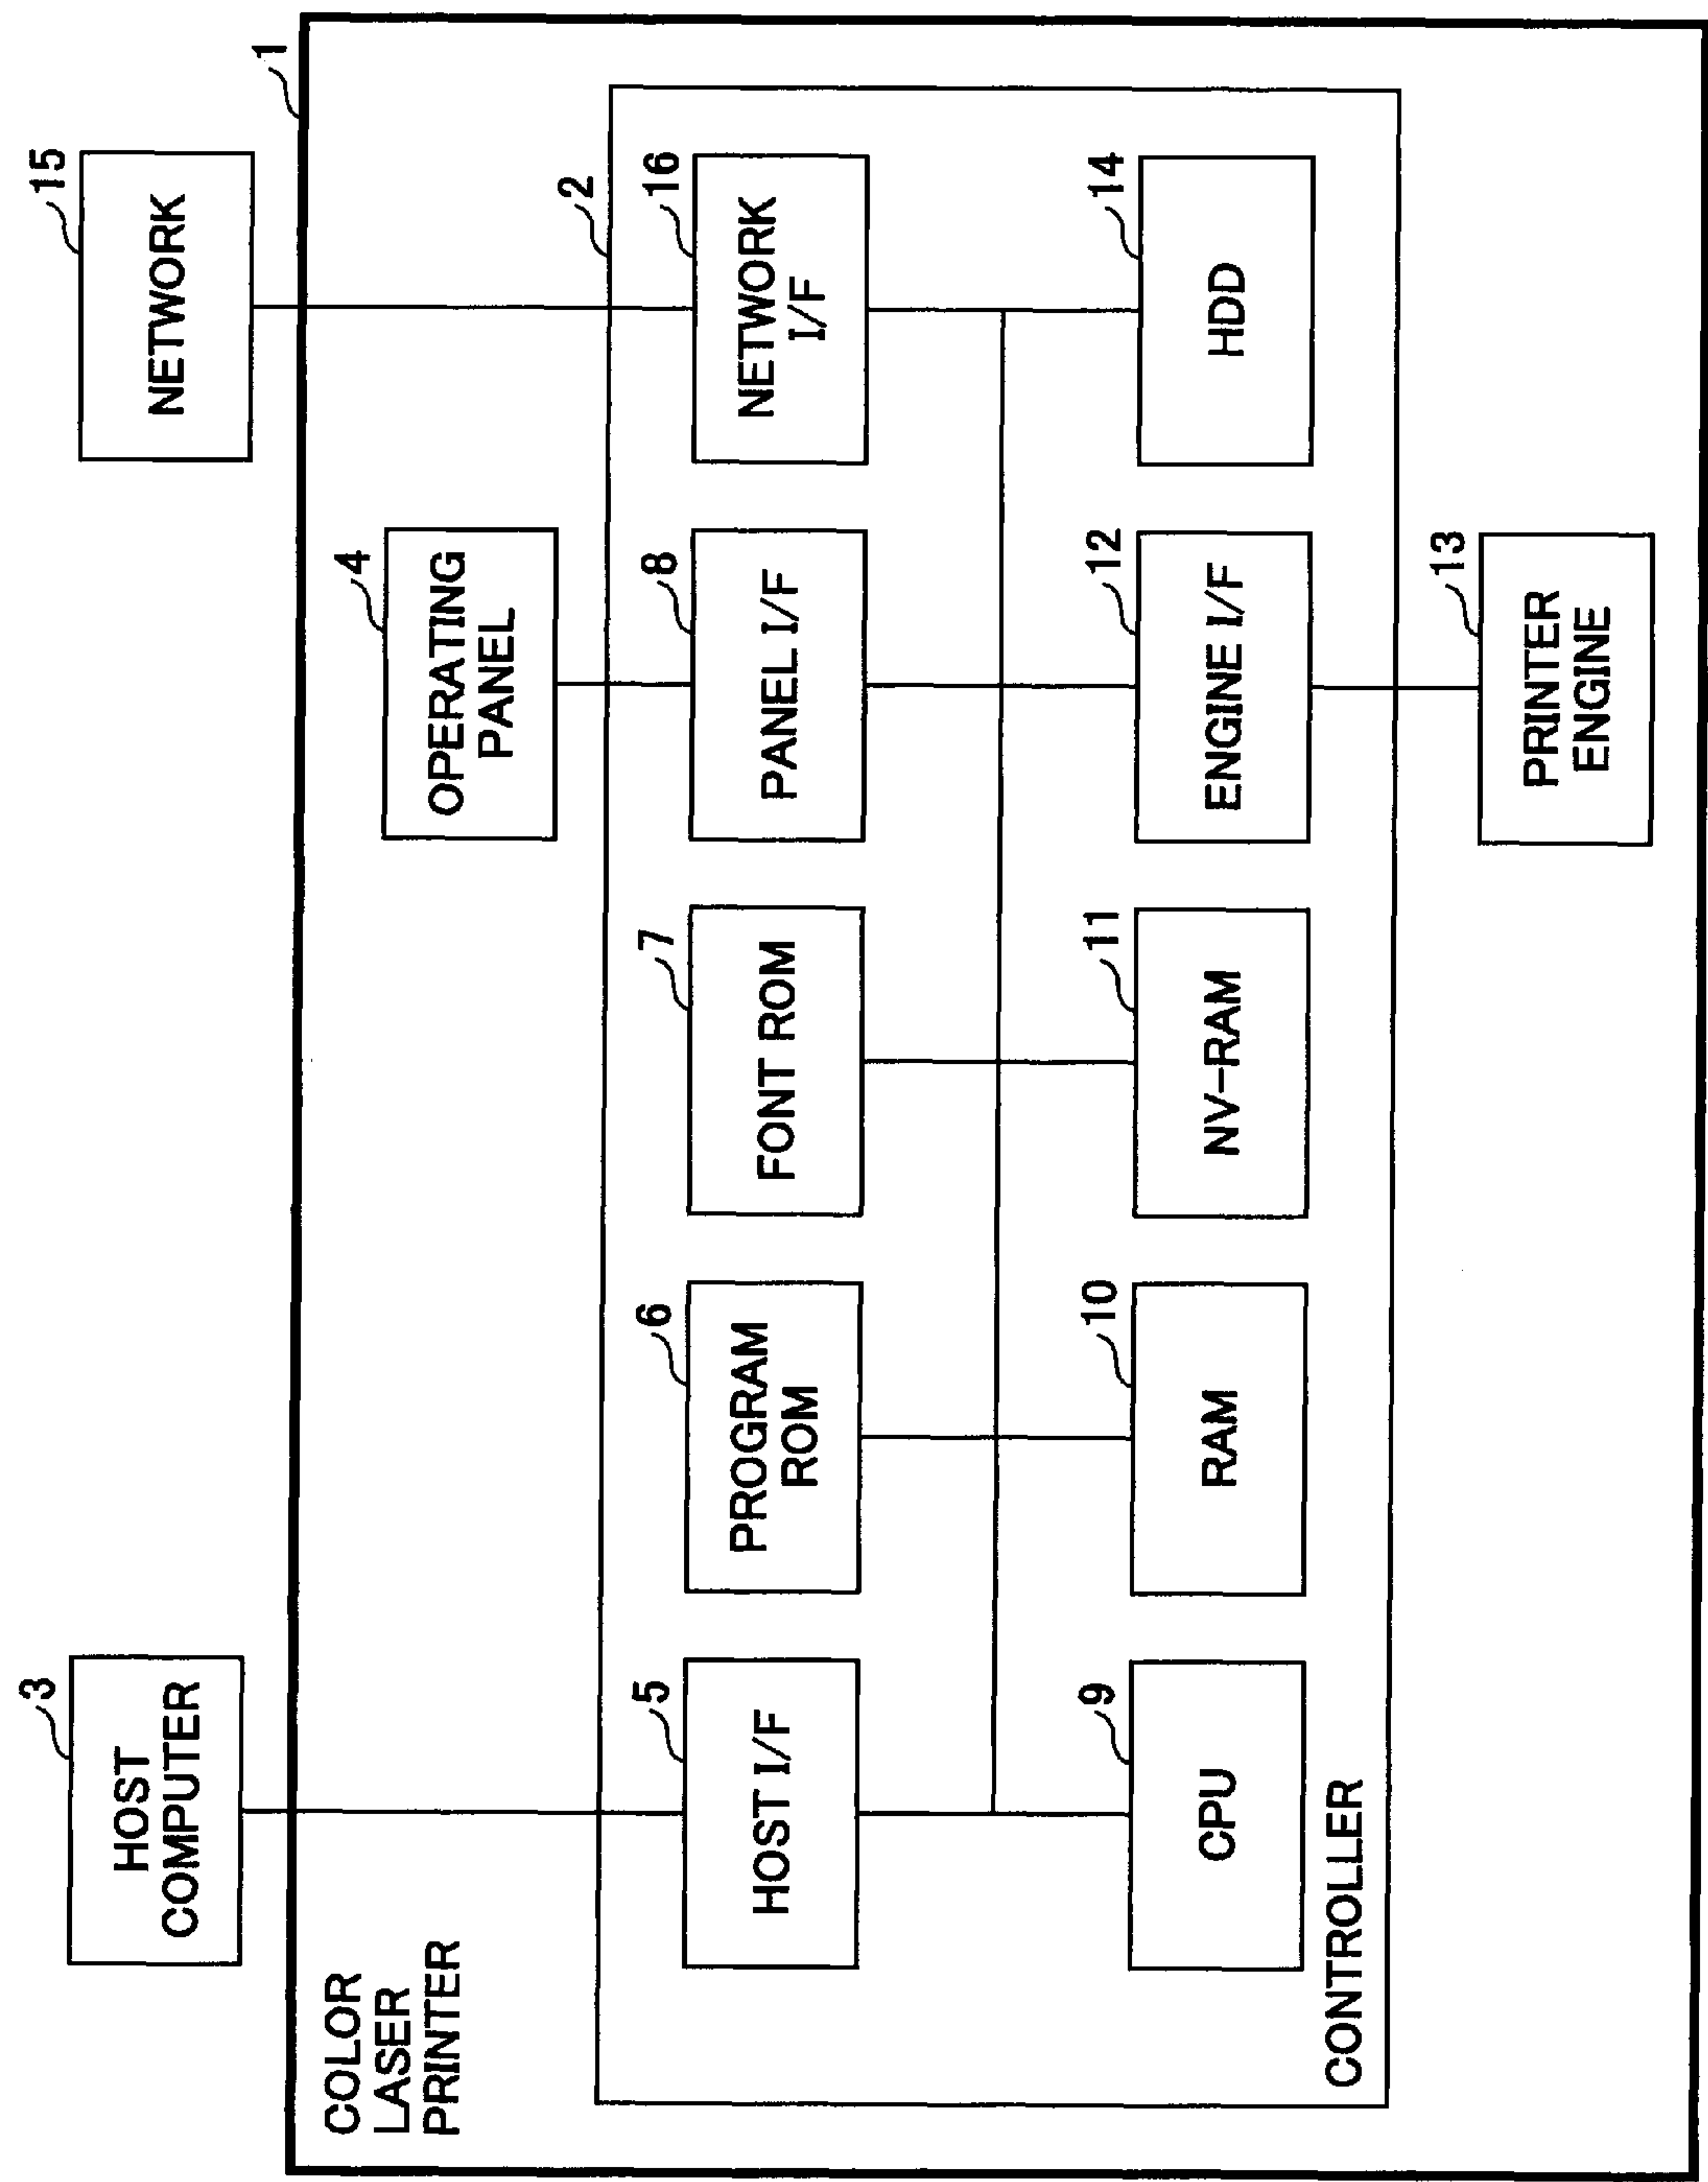 3
HOST
COMPUTER
15
NETWORK
1
COLOR
LASER
PRINTER
4
OPERATING
PANEL
2
5
HOST I/F
6
PROGRAM
ROM
7
FONT ROM
8
PANEL I/F
16
NETWORK
I/F
9
CPU
10
RAM
11
NV-RAM
12
ENGINE I/F
14
HDD
CONTROLLER
13
PRINTER
ENGINE